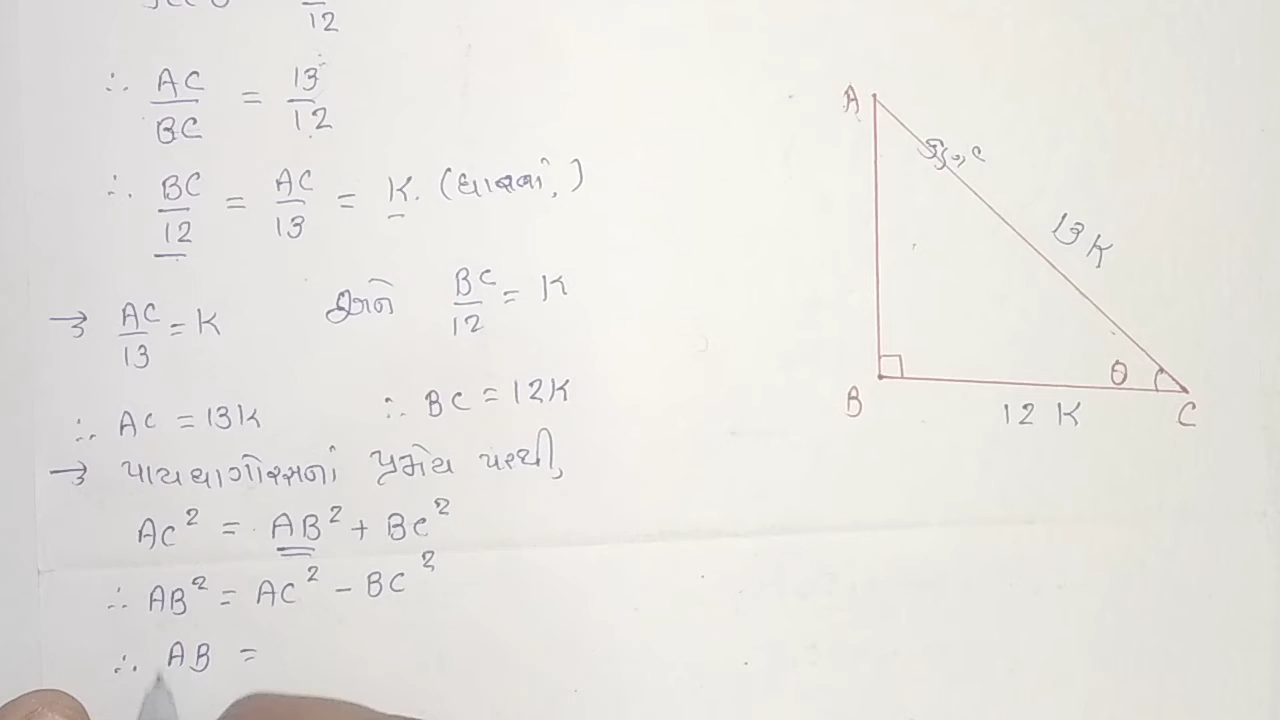 12
∴ AC/BC = 13/12
∴ BC/12 = AC/13 = K. (ધારતાં,)
→ AC/13 = K અને BC/12 = K
∴ AC = 13K ∴ BC = 12K
→ પાયથાગોરસનાં પ્રમેય પરથી,
AC² = AB² + BC²
∴ AB² = AC² - BC²
∴ AB =
A
13K
θ
B
12 K
C